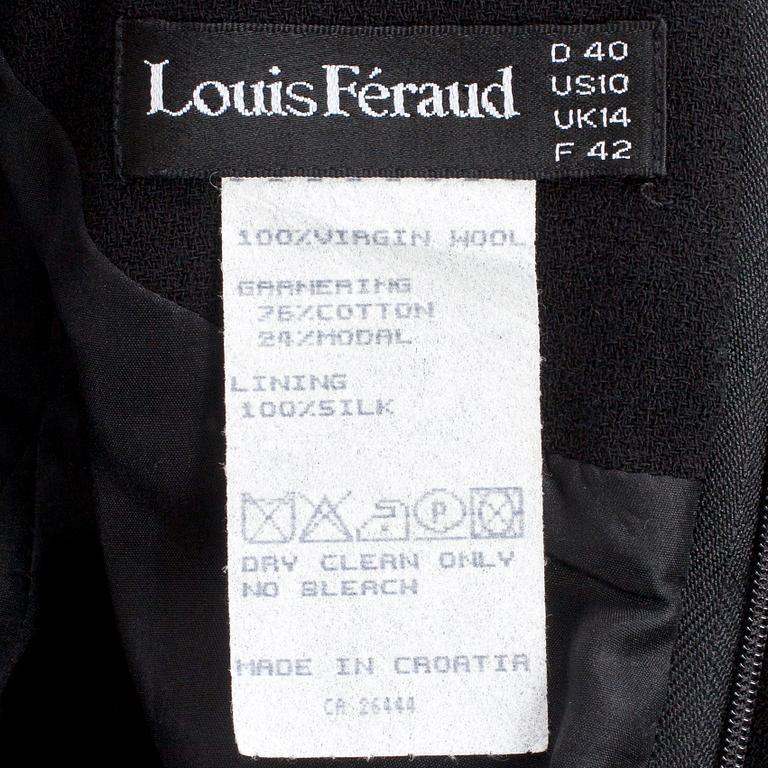 Louis Féraud
D 40
US10
UK14
F 42
100%VIRGIN WOOL
GARNERING
76%COTTON
24%MODAL
LINING
100%SILK
P
DRY CLEAN ONLY
NO BLEACH
MADE IN CROATIA
CA 26444